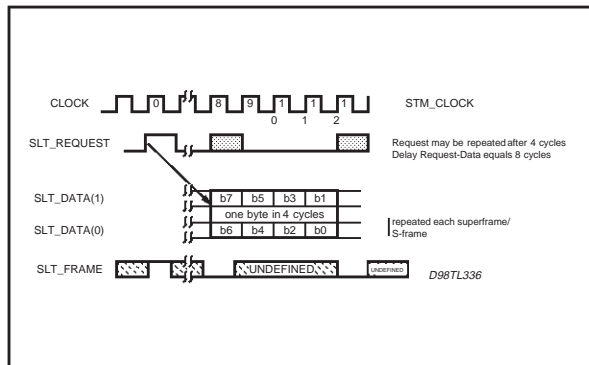 CLOCK 0 8 9 1 1 1 STM_CLOCK
0 1 2
SLT_REQUEST
Request may be repeated after 4 cycles
Delay Request-Data equals 8 cycles
SLT_DATA(1) b7 b5 b3 b1
one byte in 4 cycles
SLT_DATA(0) b6 b4 b2 b0
repeated each superframe/
S-frame
SLT_FRAME UNDEFINED UNDEFINED
D98TL336